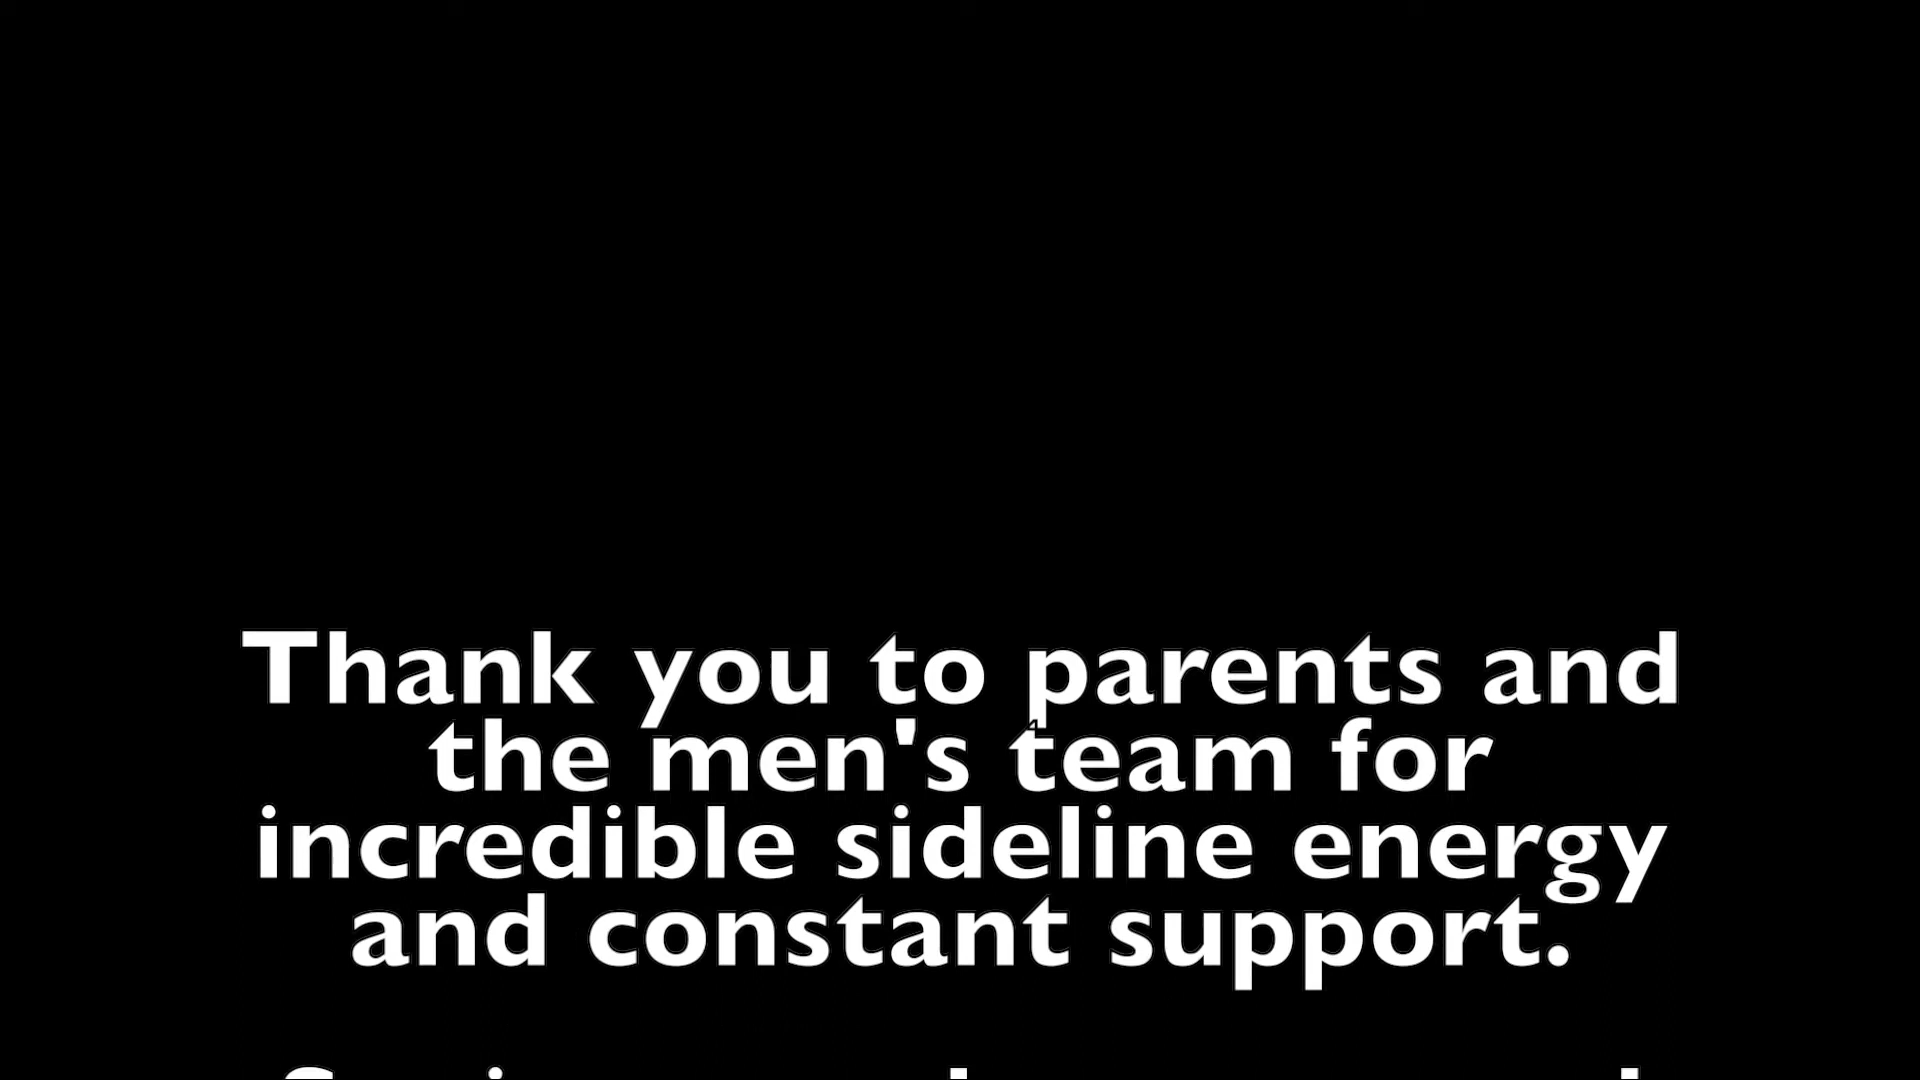 Thank you to parents and
the men's team for
incredible sideline energy
and constant support.